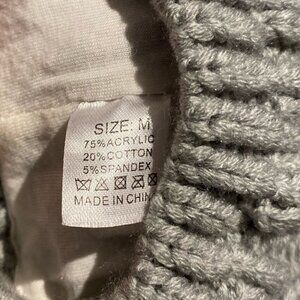 SIZE: M
75%ACRYLIC
20%COTTON
5%SPANDEX
MADE IN CHINA